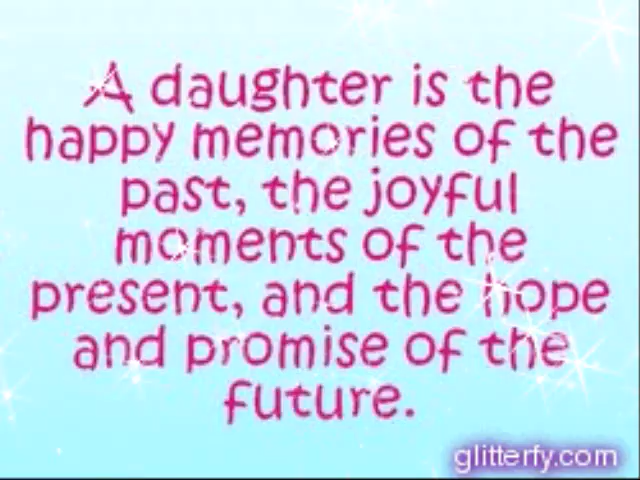 A daughter is the
happy memories of the
past, the joyful
moments of the
present, and the hope
and promise of the
future.
glitterfy.com